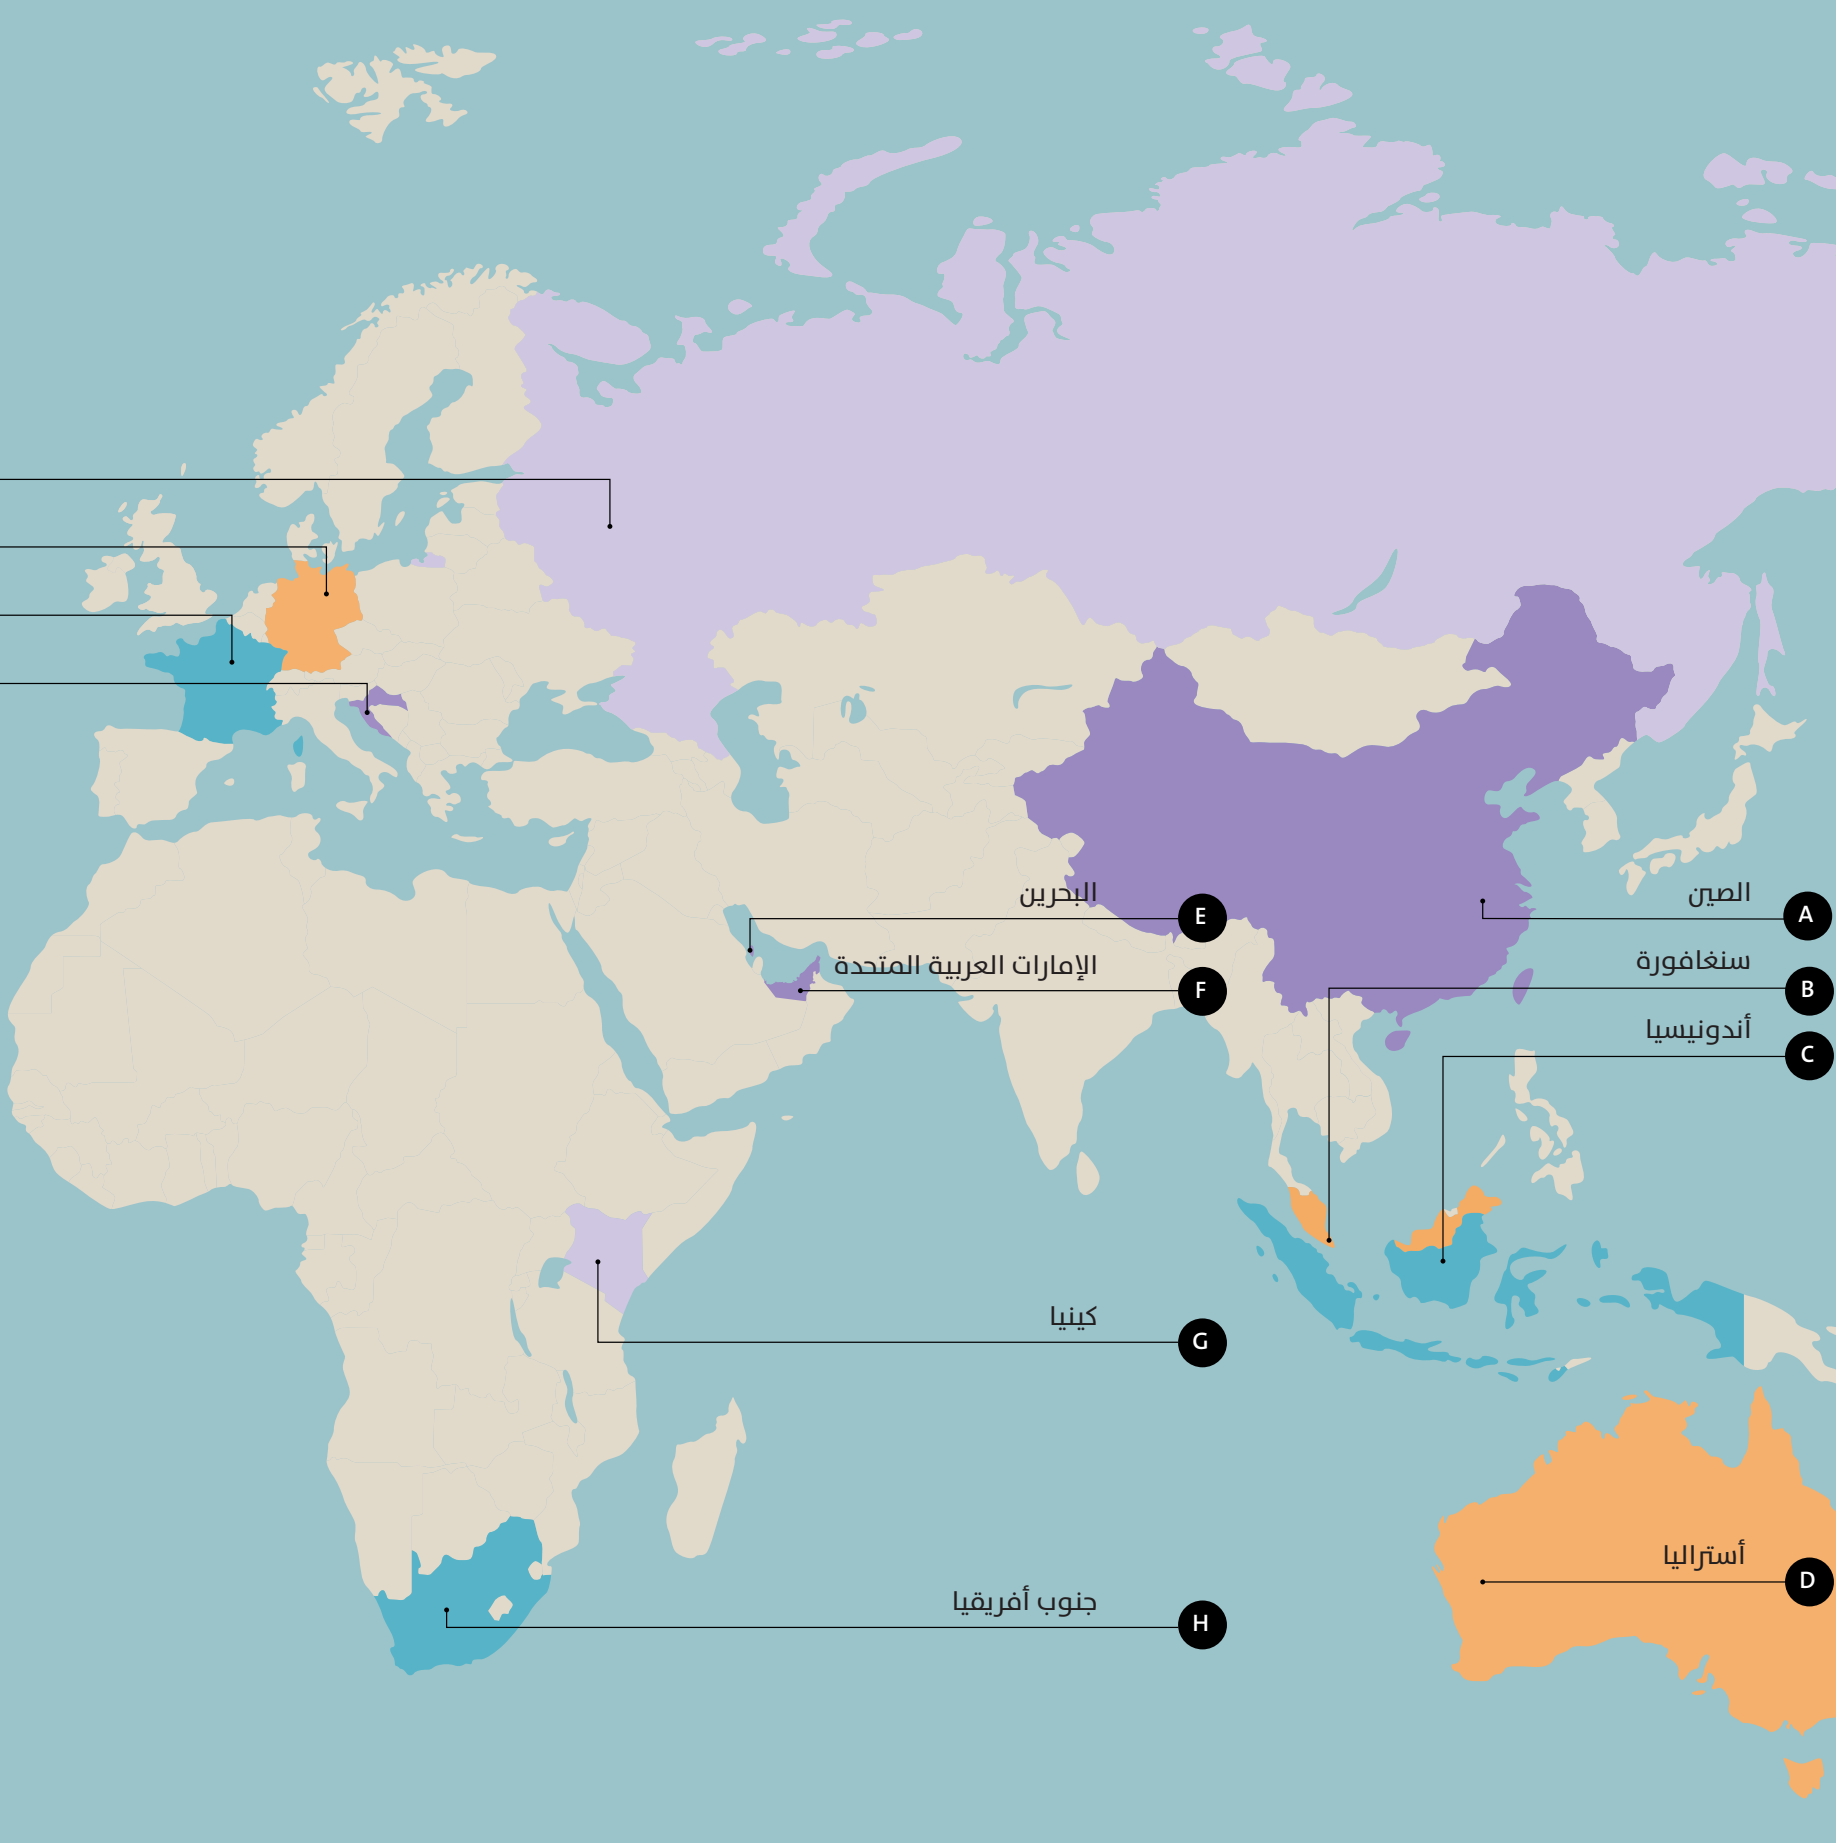 الصين
A
سنغافورة
B
أندونيسيا
C
أستراليا
D
البحرين
E
الإمارات العربية المتحدة
F
كينيا
G
جنوب أفريقيا
H